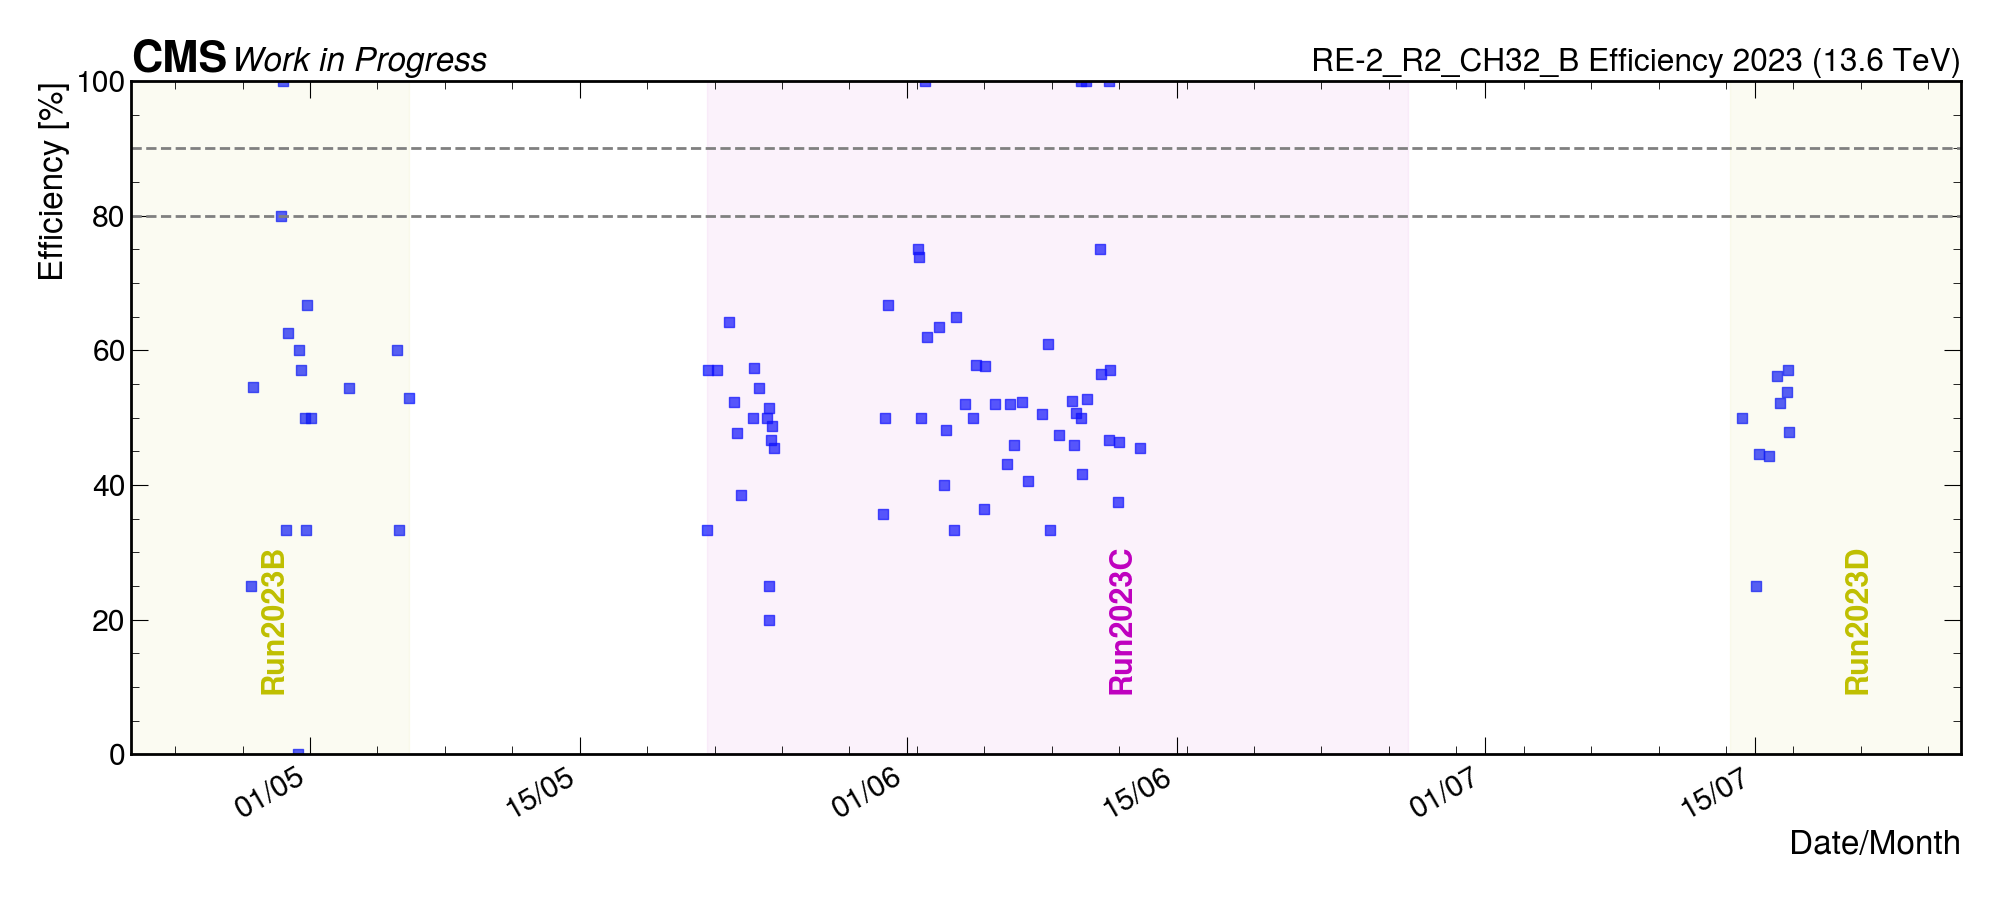 CMS Work in Progress
RE-2_R2_CH32_B Efficiency 2023 (13.6 TeV)
Efficiency [%]
100
80
60
40
20
0
Run2023B
Run2023C
Run2023D
01/05
15/05
01/06
15/06
01/07
15/07
Date/Month